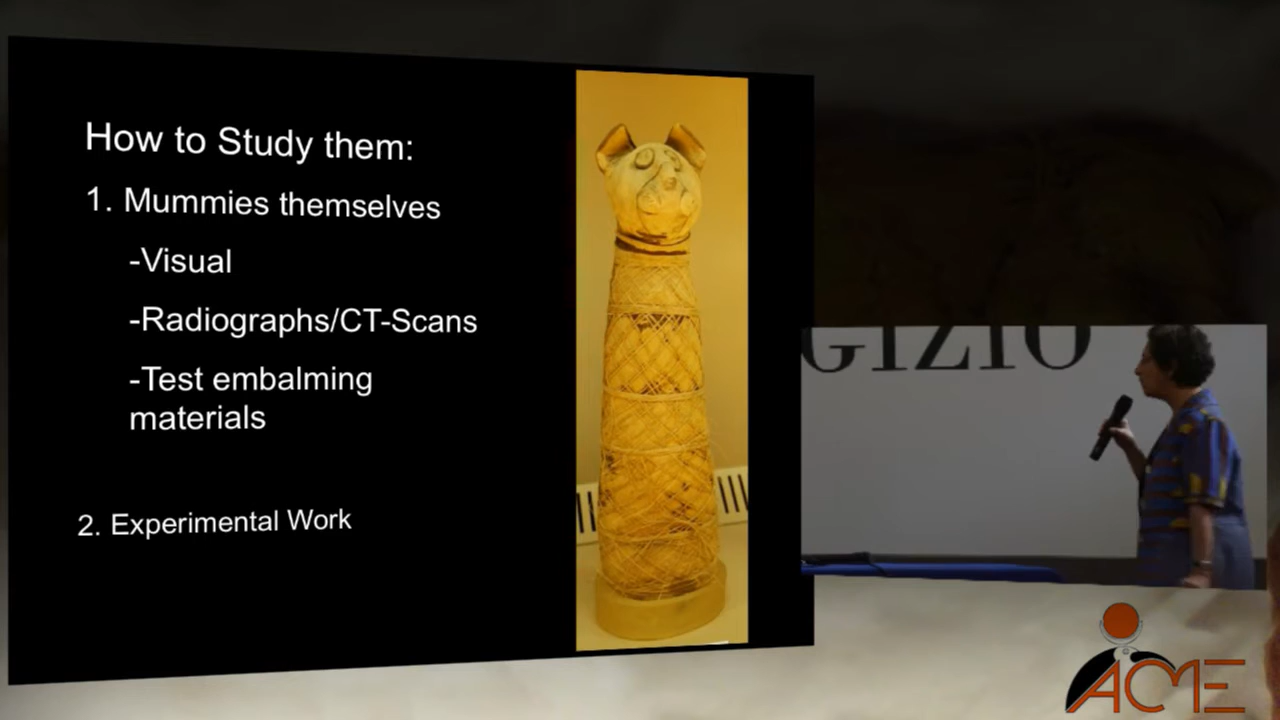 How to Study them:
1. Mummies themselves
-Visual
-Radiographs/CT-Scans
-Test embalming
materials
2. Experimental Work
GIZIO
ACME